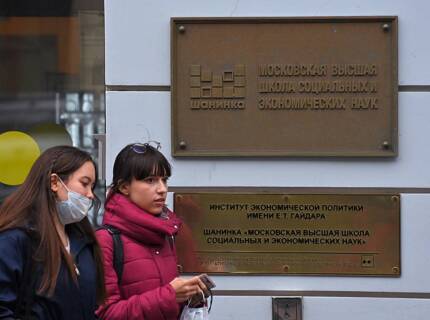 МОСКОВСКАЯ ВЫСШАЯ
ШКОЛА СОЦИАЛЬНЫХ И
ЭКОНОМИЧЕСКИХ НАУК
ШАНИНКА
ИНСТИТУТ ЭКОНОМИЧЕСКОЙ ПОЛИТИКИ
ИМЕНИ Е.Т. ГАЙДАРА
ШАНИНКА «МОСКОВСКАЯ ВЫСШАЯ ШКОЛА
СОЦИАЛЬНЫХ И ЭКОНОМИЧЕСКИХ НАУК»